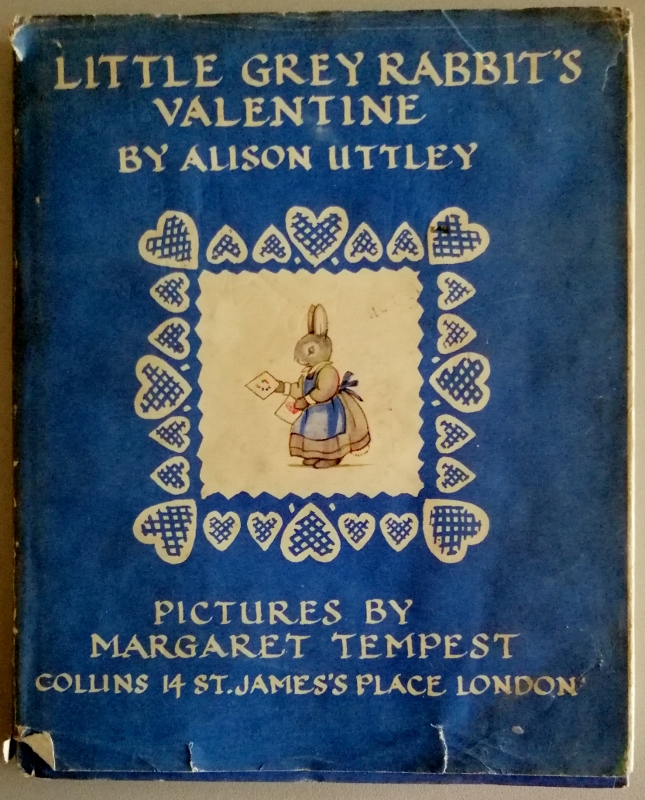 LITTLE GREY RABBIT'S
VALENTINE
BY ALISON UTTLEY
PICTURES BY
MARGARET TEMPEST
COLLINS 14 ST. JAMES'S PLACE LONDON